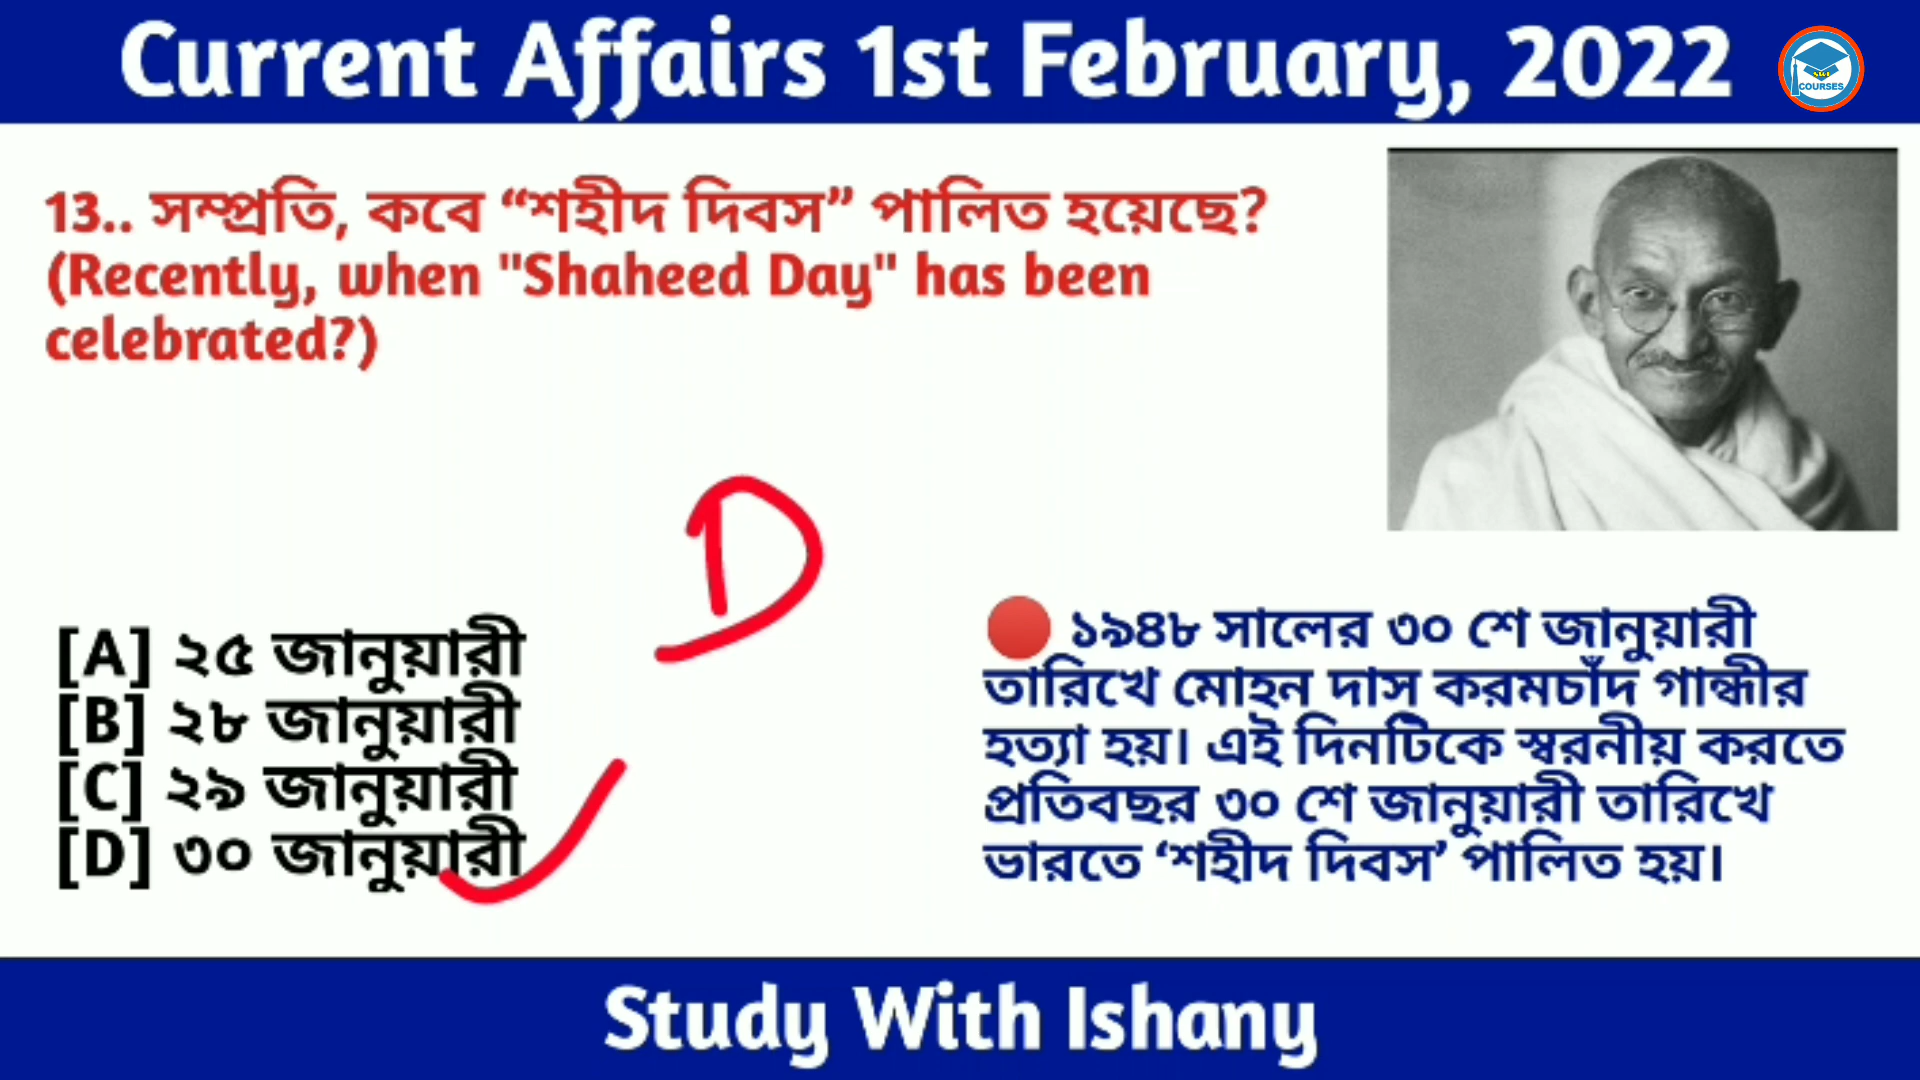 Current Affairs 1st February, 2022
COURSES
13.. সম্প্রতি, কবে “শহীদ দিবস” পালিত হয়েছে?
(Recently, when "Shaheed Day" has been
celebrated?)
D
[A] ২৫ জানুয়ারী
[B] ২৮ জানুয়ারী
[C] ২৯ জানুয়ারী
[D] ৩০ জানুয়ারী
১৯৪৮ সালের ৩০ শে জানুয়ারী
তারিখে মোহন দাস করমচাঁদ গান্ধীর
হত্যা হয়। এই দিনটিকে স্বরনীয় করতে
প্রতিবছর ৩০ শে জানুয়ারী তারিখে
ভারতে ‘শহীদ দিবস’ পালিত হয়।
Study With Ishany